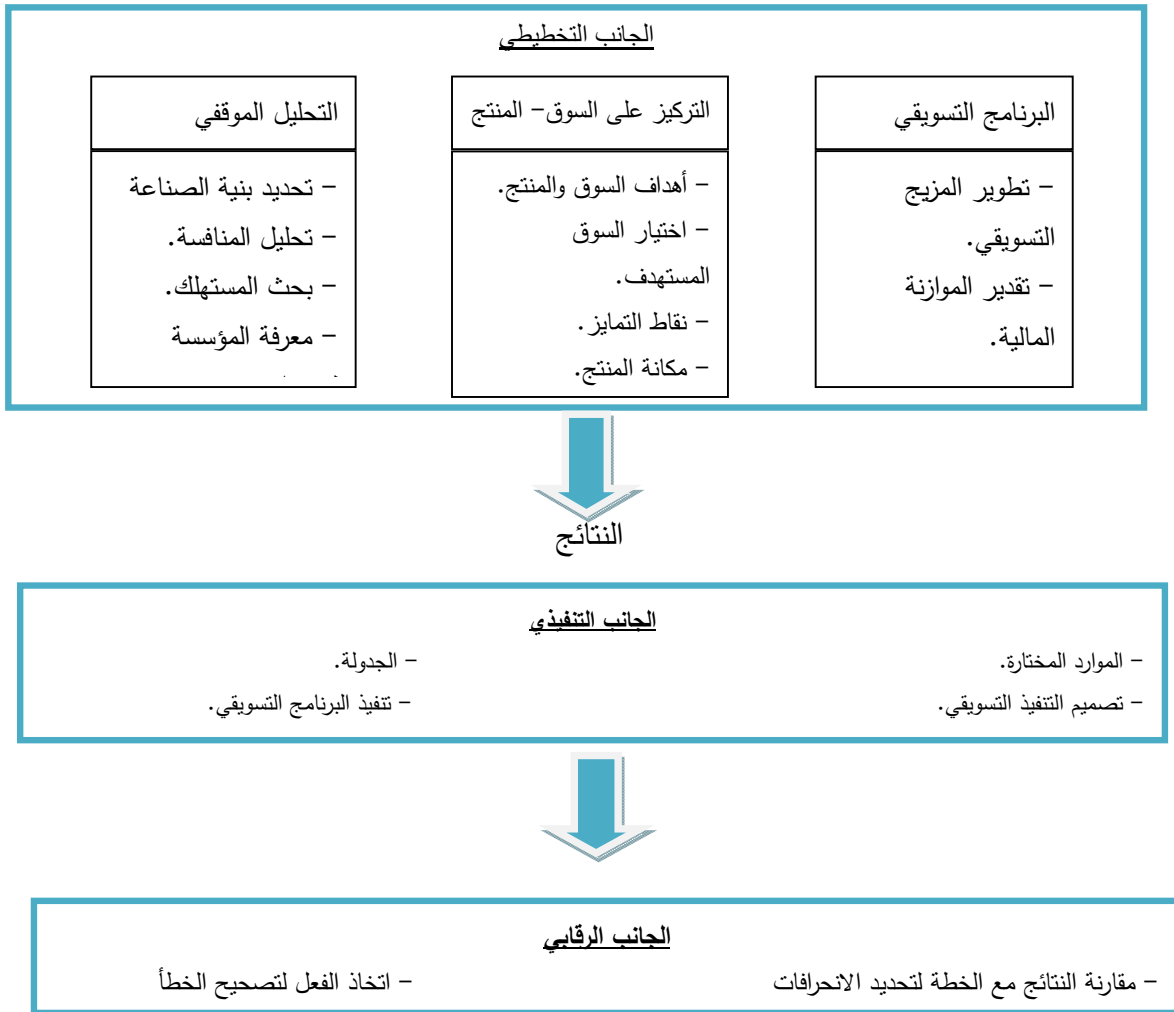 الجانب التخطيطي
البرنامج التسويقي
– تطوير المزيج
التسويقي.
– تقدير الموازنة
المالية.
التركيز على السوق– المنتج
– أهداف السوق والمنتج.
– اختيار السوق
المستهدف.
– نقاط التمايز.
– مكانة المنتج.
التحليل الموقفي
– تحديد بنية الصناعة
– تحليل المنافسة.
– بحث المستهلك.
– معرفة المؤسسة
النتائج
الجانب التنفيذي
– الموارد المختارة.
– الجدولة.
– تصميم التنفيذ التسويقي.
– تنفيذ البرنامج التسويقي.
الجانب الرقابي
– مقارنة النتائج مع الخطة لتحديد الانحرافات
– اتخاذ الفعل لتصحيح الخطأ